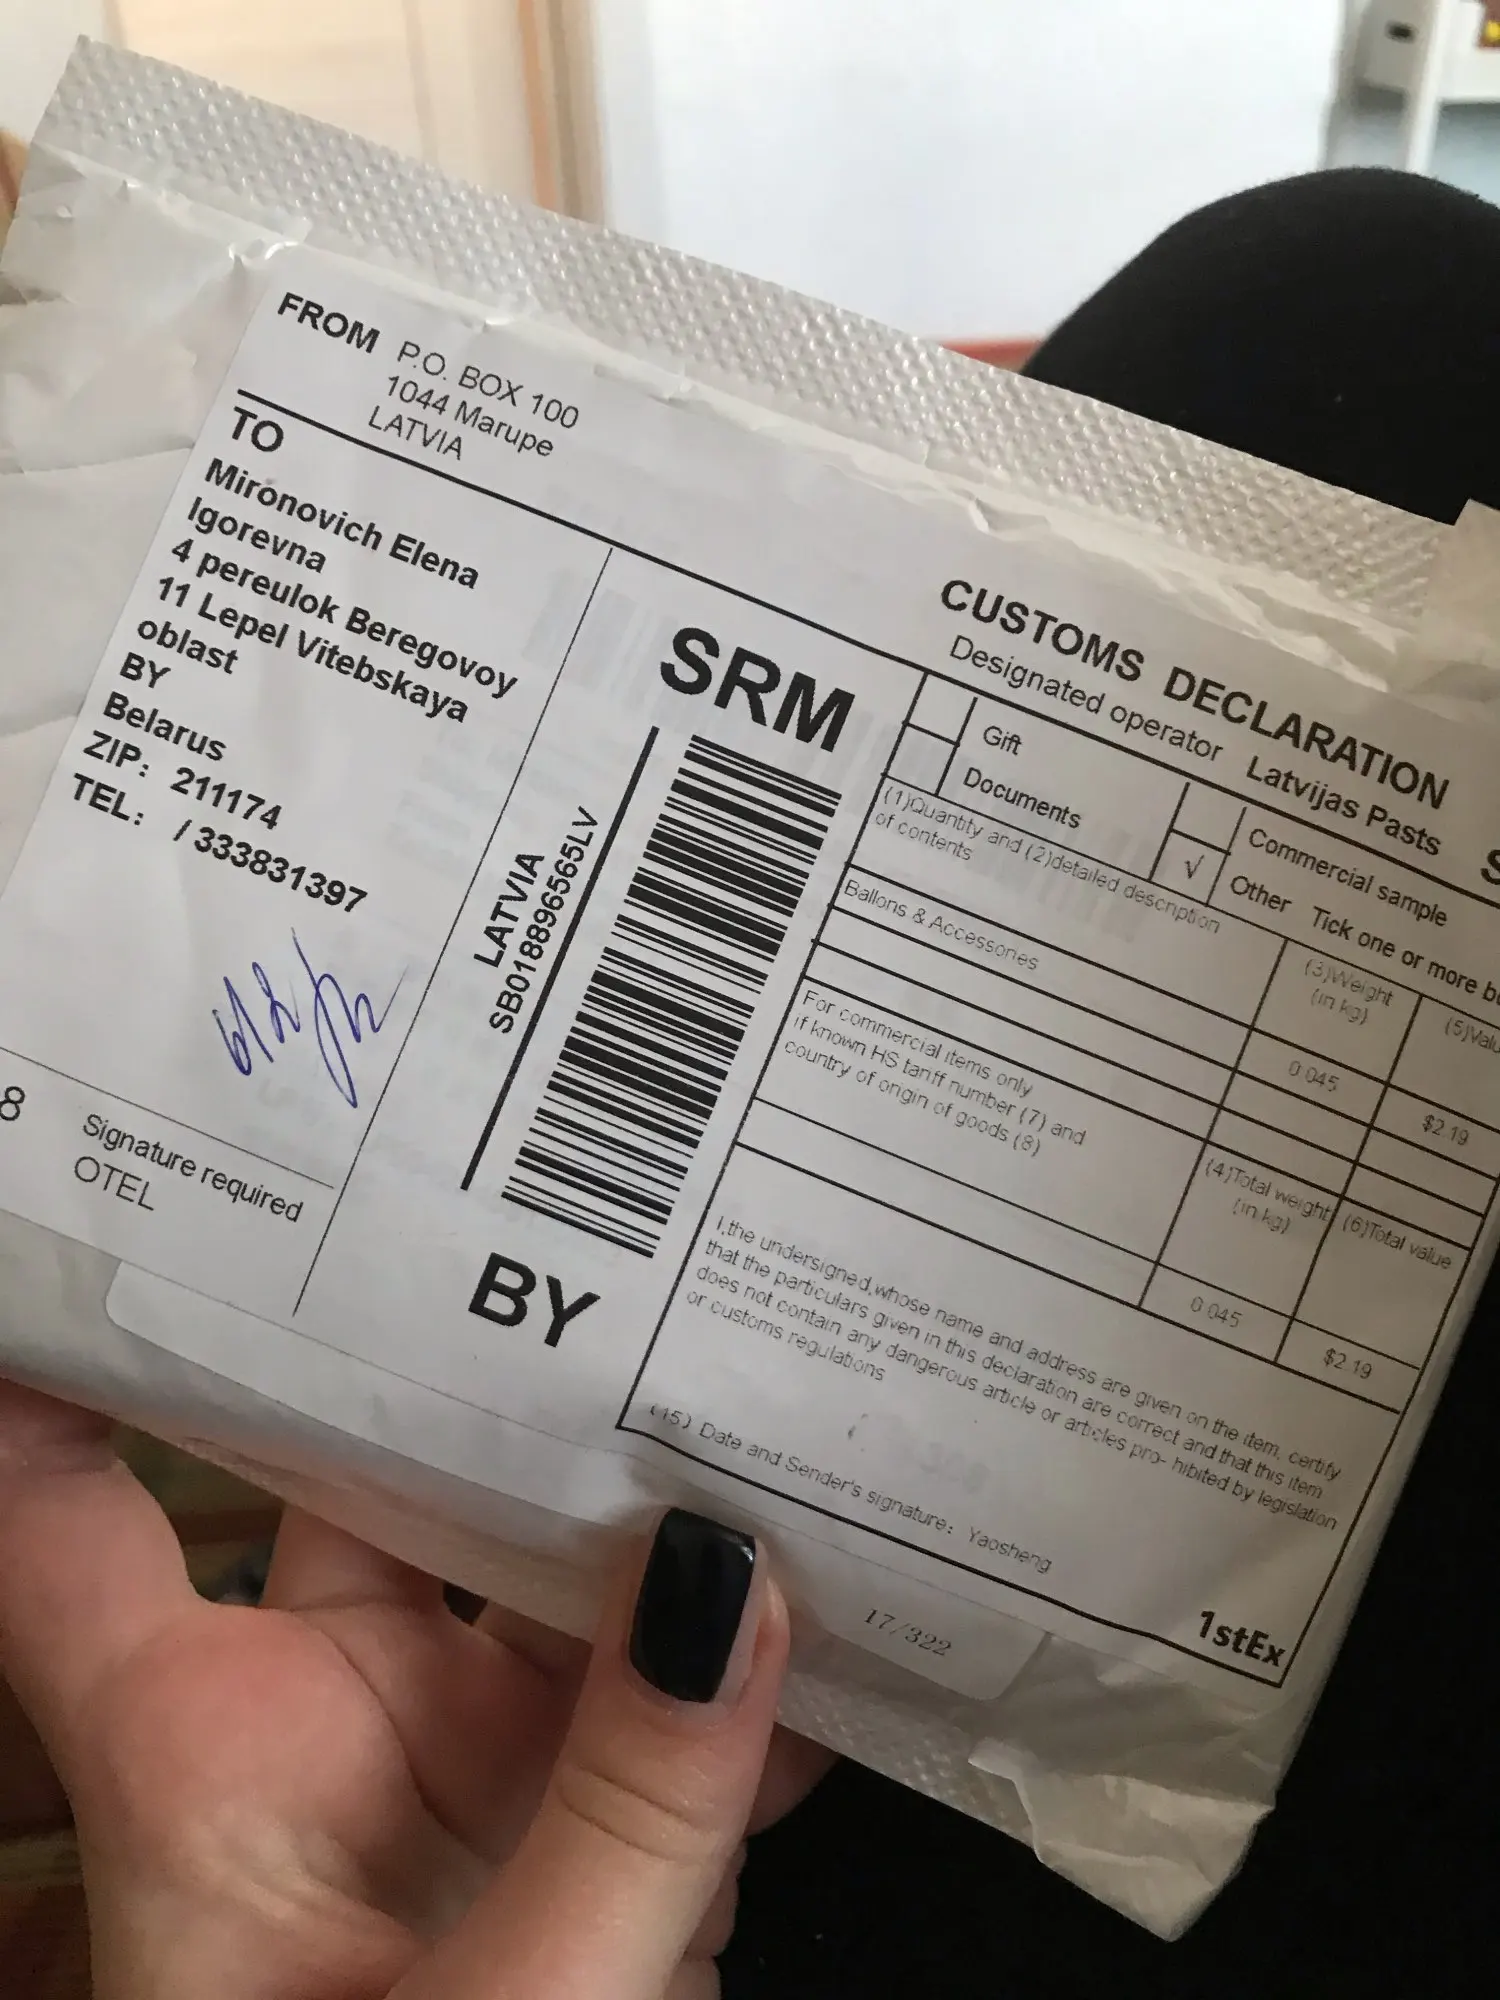 FROM P.O. BOX 100
1044 Marupe
LATVIA
TO
Mironovich Elena
Igorevna
4 pereulok Beregovoy
11 Lepel Vitebskaya
oblast
BY
Belarus
ZIP: 211174
TEL: / 333831397
8
Signature required
OTEL
SRM
LATVIA
SB018896565LV
BY
CUSTOMS DECLARATION
Designated operator Latvijas Pasts
Gift
Documents
Commercial sample
√ Other Tick one or more
(1)Quantity and (2)detailed description
of contents
(3)Weight
(in kg)
Ballons & Accessories
0.045
$2.19
For commercial items only
if known HS tariff number (7) and
country of origin of goods (8)
(4)Total weight
(in kg)
(6)Total value
0.045
$2.19
I,the undersigned,whose name and address are given on the item, certify
that the particulars given in this declaration are correct and that this item
does not contain any dangerous article or articles pro- hibited by legislation
or customs regulations
(15) Date and Sender's signature: Yaosheng
1stEx
17/322